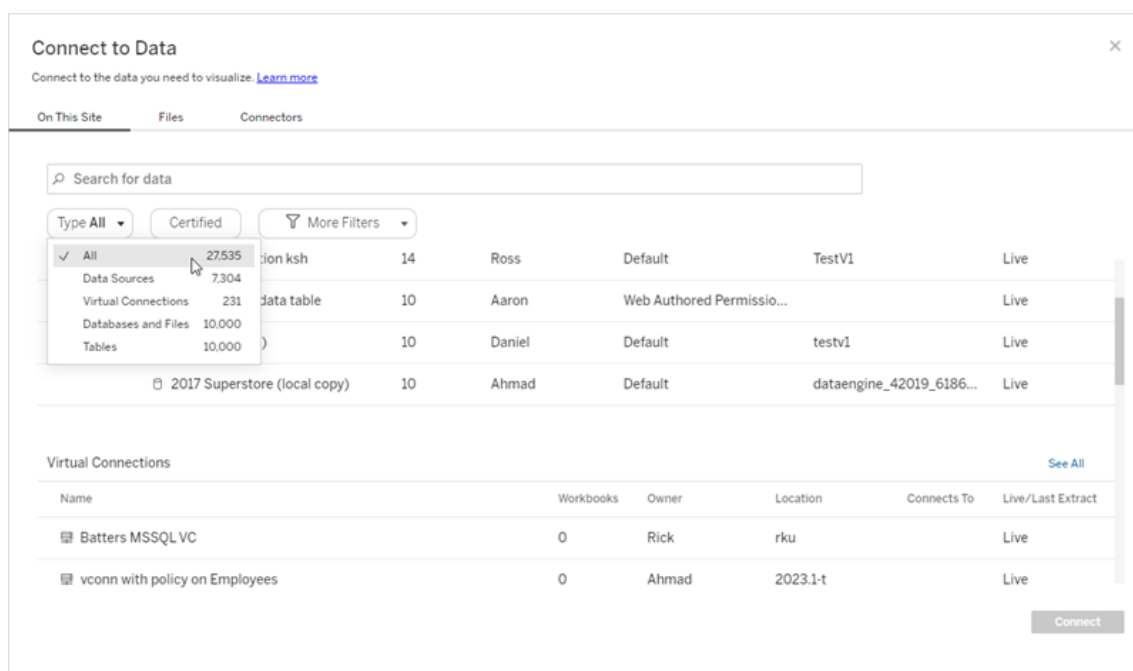 Connect to Data
Connect to the data you need to visualize. Learn more
On This Site Files Connectors
Search for data
Type All Certified More Filters
All 27,535
Data Sources 7,304
Virtual Connections 231
Databases and Files 10,000
Tables 10,000
ion ksh 14 Ross Default TestV1 Live
data table 10 Aaron Web Authored Permissio... Live
) 10 Daniel Default testv1 Live
2017 Superstore (local copy) 10 Ahmad Default dataengine_42019_6186... Live
Virtual Connections See All
Name Workbooks Owner Location Connects To Live/Last Extract
Batters MSSQL VC 0 Rick rku Live
vconn with policy on Employees 0 Ahmad 2023.1-t Live
Connect